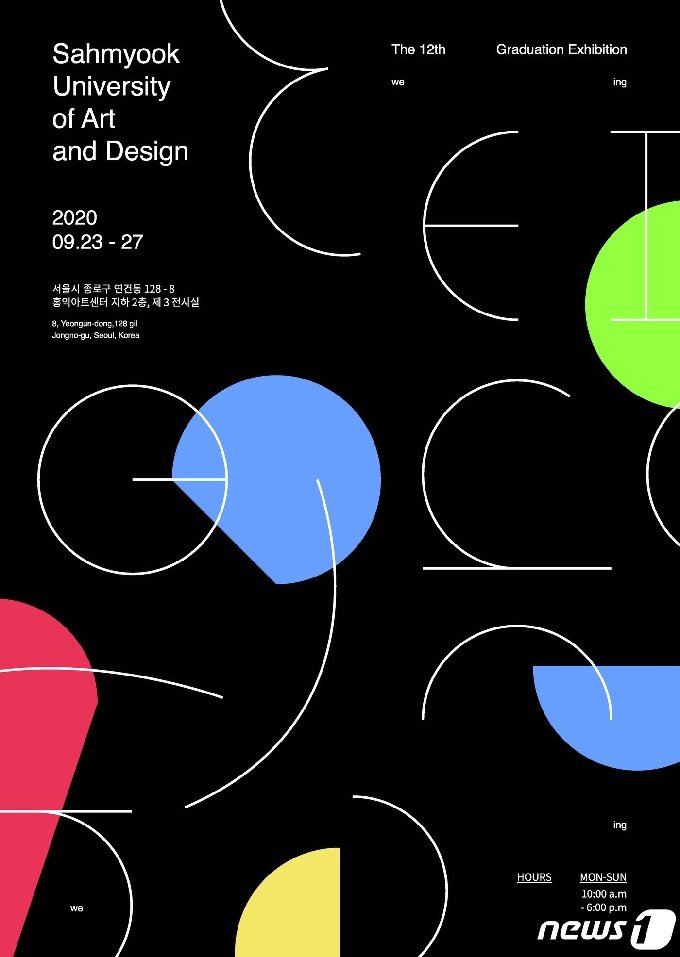 Sahmyook
University
of Art
and Design
The 12th Graduation Exhibition
we ing
2020
09.23 - 27
서울시 종로구 연건동 128 - 8
홍익아트센터 지하 2층, 제 3 전시실
8, Yeongun-dong,128 gil
Jongno-gu, Seoul, Korea
ing
HOURS MON-SUN
10:00 a.m
- 6:00 p.m
we
news1